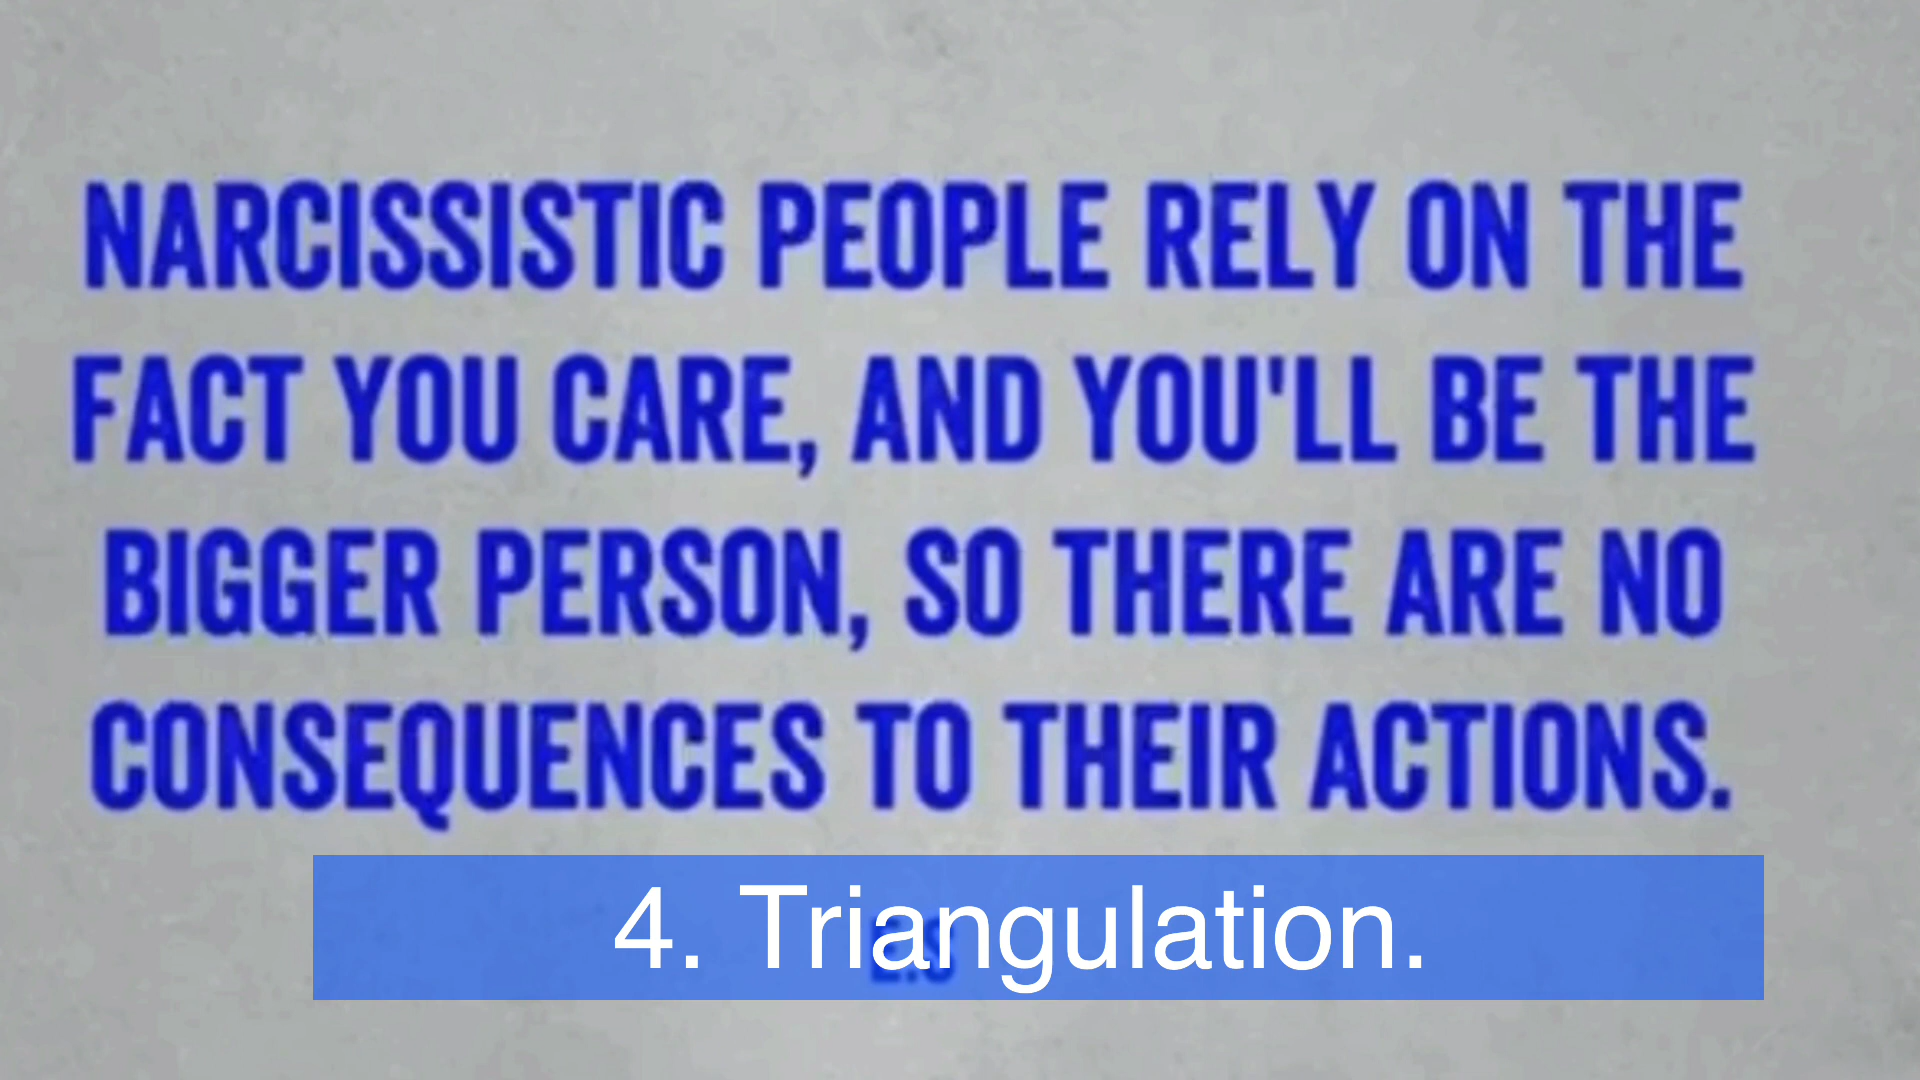 NARCISSISTIC PEOPLE RELY ON THE
FACT YOU CARE, AND YOU'LL BE THE
BIGGER PERSON, SO THERE ARE NO
CONSEQUENCES TO THEIR ACTIONS.
E.S
4. Triangulation.